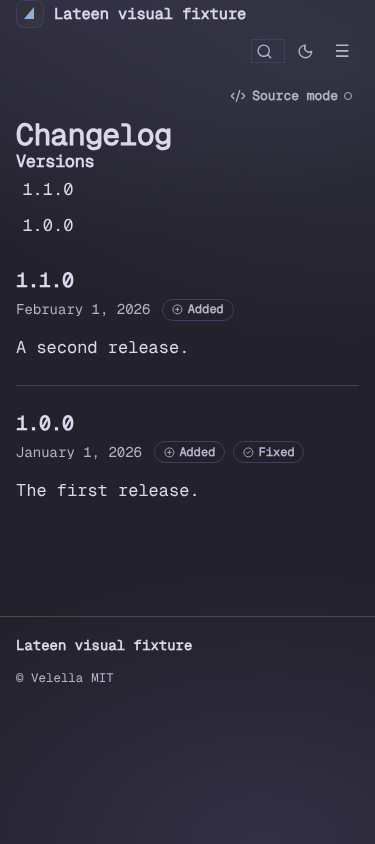 Lateen visual fixture
Source mode
Changelog
Versions
1.1.0
1.0.0
1.1.0
February 1, 2026 Added
A second release.
1.0.0
January 1, 2026 Added Fixed
The first release.
Lateen visual fixture
© Velella MIT